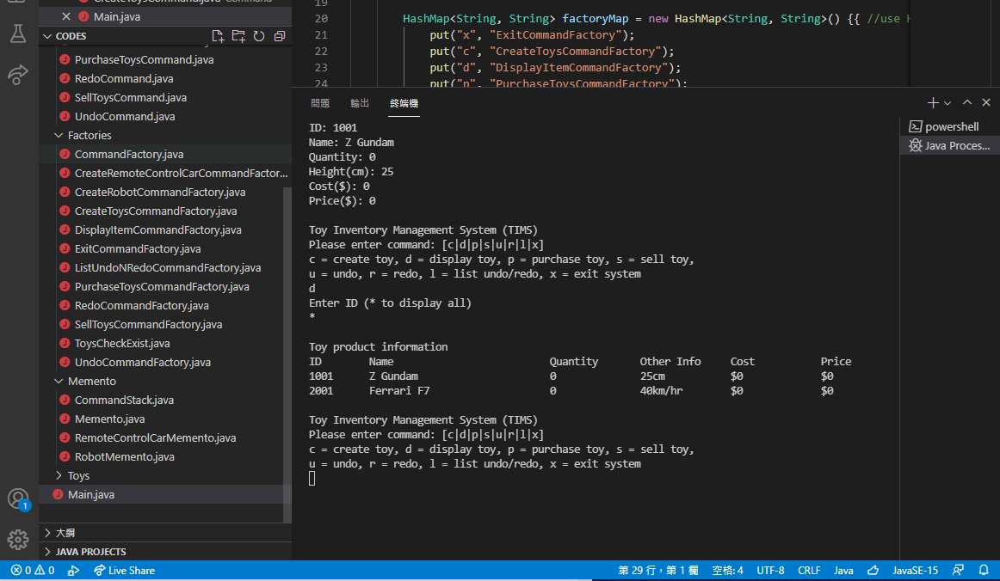 Main.java
CODES
PurchaseToysCommand.java
RedoCommand.java
SellToysCommand.java
UndoCommand.java
Factories
CommandFactory.java
CreateRemoteControlCarCommandFactor...
CreateRobotCommandFactory.java
CreateToysCommandFactory.java
DisplayItemCommandFactory.java
ExitCommandFactory.java
ListUndoNRedoCommandFactory.java
PurchaseToysCommandFactory.java
RedoCommandFactory.java
SellToysCommandFactory.java
ToysCheckExist.java
UndoCommandFactory.java
Memento
CommandStack.java
Memento.java
RemoteControlCarMemento.java
RobotMemento.java
Toys
Main.java
大綱
JAVA PROJECTS
19
20 HashMap<String, String> factoryMap = new HashMap<String, String>() {{ //use H
21 put("x", "ExitCommandFactory");
22 put("c", "CreateToysCommandFactory");
23 put("d", "DisplayItemCommandFactory");
24 put("p", "PurchaseToysCommandFactory");
問題 輸出 終端機
powershell
Java Proces...
ID: 1001
Name: Z Gundam
Quantity: 0
Height(cm): 25
Cost($): 0
Price($): 0
Toy Inventory Management System (TIMS)
Please enter command: [c|d|p|s|u|r|l|x]
c = create toy, d = display toy, p = purchase toy, s = sell toy,
u = undo, r = redo, l = list undo/redo, x = exit system
d
Enter ID (* to display all)
*
Toy product information
ID Name Quantity Other Info Cost Price
1001 Z Gundam 0 25cm $0 $0
2001 Ferrari F7 0 40km/hr $0 $0
Toy Inventory Management System (TIMS)
Please enter command: [c|d|p|s|u|r|l|x]
c = create toy, d = display toy, p = purchase toy, s = sell toy,
u = undo, r = redo, l = list undo/redo, x = exit system
1
0 0 Live Share 第 29 行，第 1 欄 空格: 4 UTF-8 CRLF Java JavaSE-15